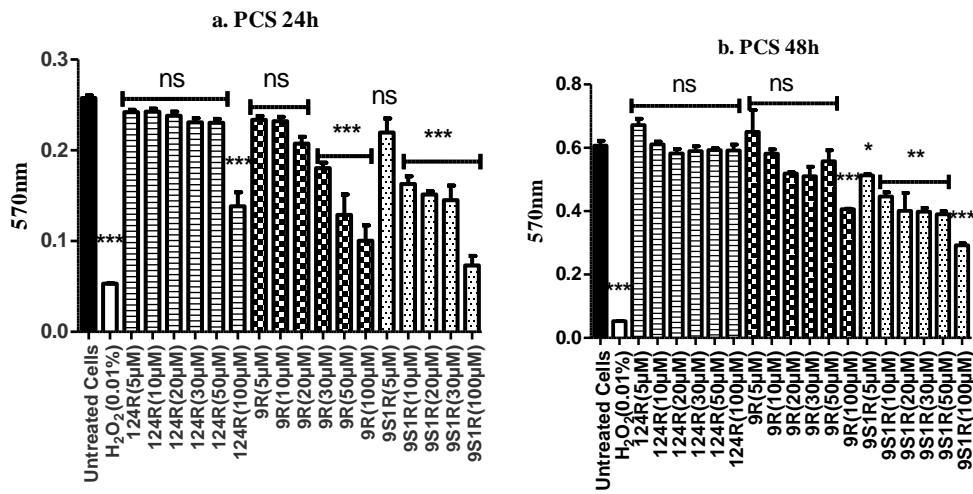 a. PCS 24h
570nm
0.3
0.2
0.1
0.0
ns
ns
ns
***
***
***
***
Untreated Cells
H2O2(0.01%)
124R(5µM)
124R(10µM)
124R(20µM)
124R(30µM)
124R(50µM)
124R(100µM)
9R(5µM)
9R(10µM)
9R(20µM)
9R(30µM)
9R(50µM)
9R(100µM)
9S1R(5µM)
9S1R(10µM)
9S1R(20µM)
9S1R(30µM)
9S1R(100µM)
b. PCS 48h
570nm
0.8
0.6
0.4
0.2
0.0
ns
ns
***
***
*
**
***
Untreated Cells
H2O2(0.01%)
124R(5µM)
124R(10µM)
124R(20µM)
124R(30µM)
124R(50µM)
124R(100µM)
9R(5µM)
9R(10µM)
9R(20µM)
9R(30µM)
9R(50µM)
9R(100µM)
9S1R(5µM)
9S1R(10µM)
9S1R(20µM)
9S1R(30µM)
9S1R(50µM)
9S1R(100µM)